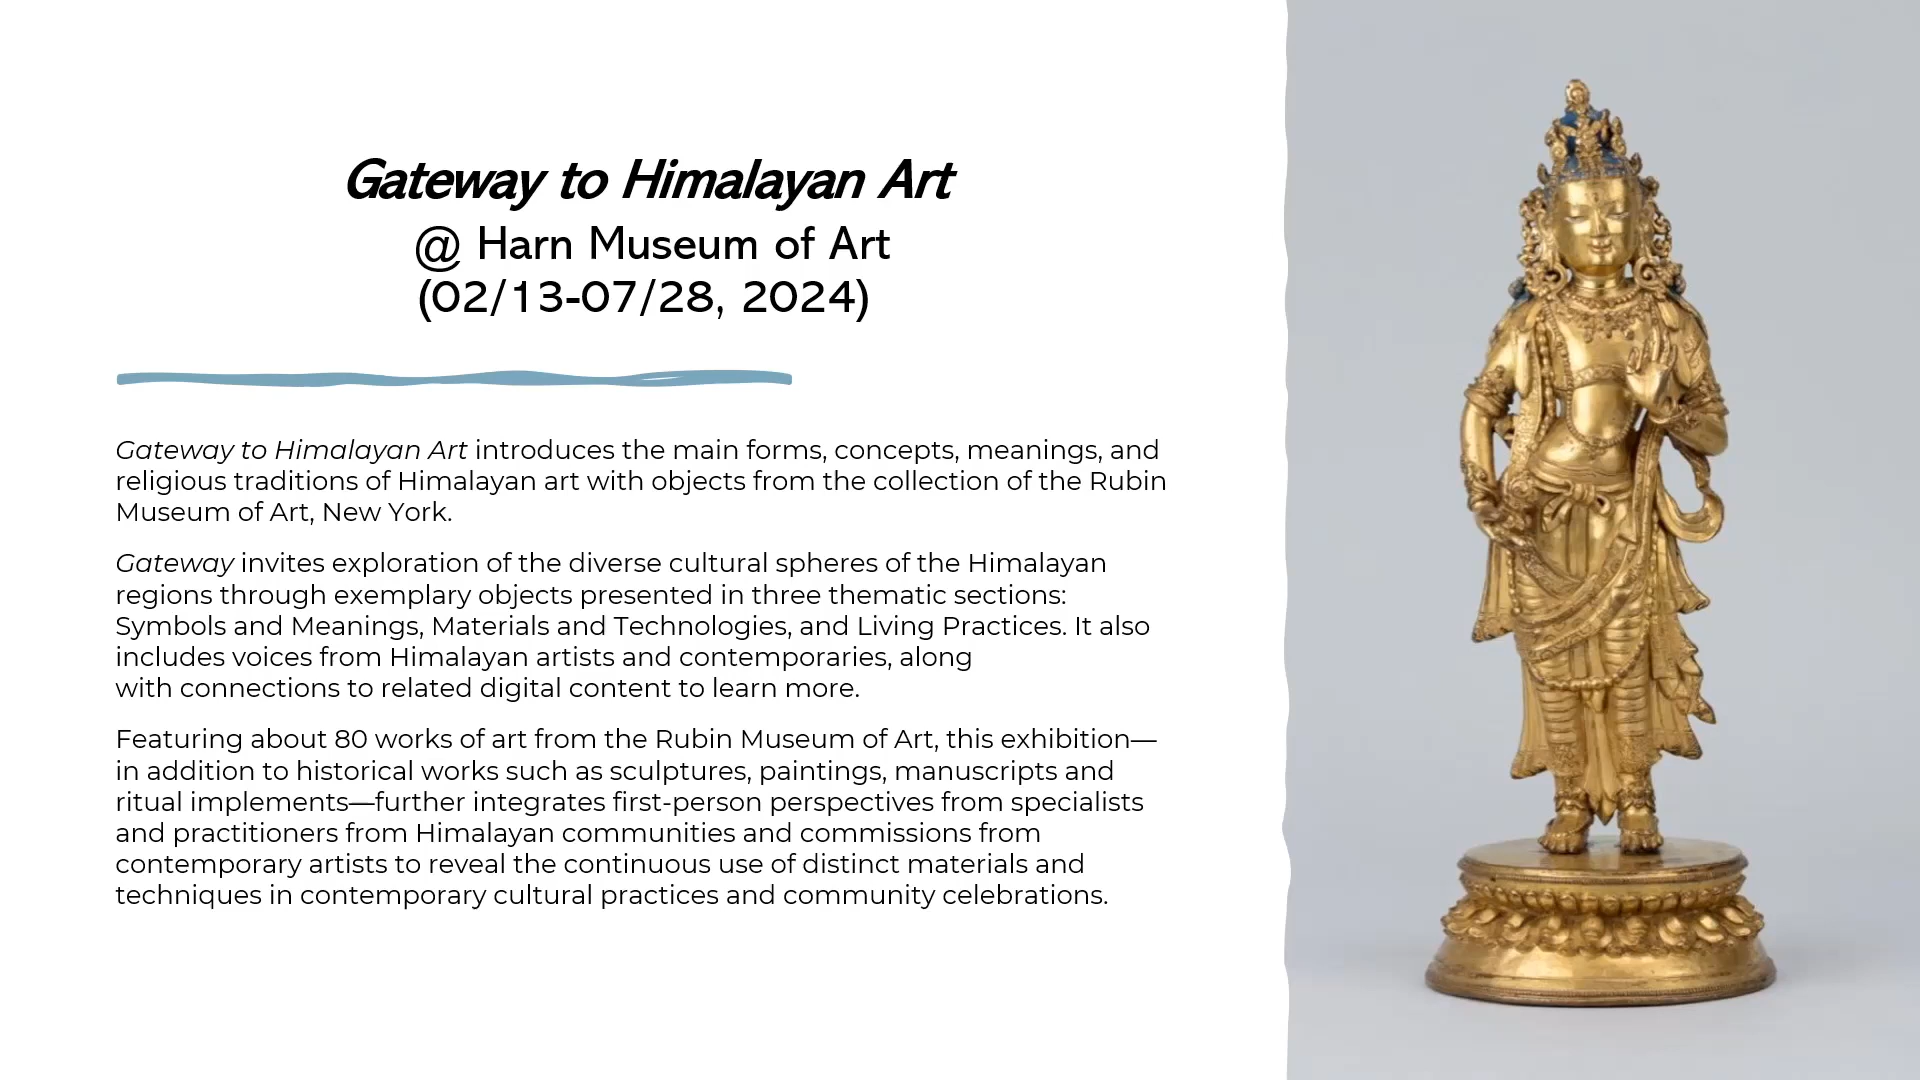 Gateway to Himalayan Art
@ Harn Museum of Art
(02/13-07/28, 2024)
Gateway to Himalayan Art introduces the main forms, concepts, meanings, and
religious traditions of Himalayan art with objects from the collection of the Rubin
Museum of Art, New York.
Gateway invites exploration of the diverse cultural spheres of the Himalayan
regions through exemplary objects presented in three thematic sections:
Symbols and Meanings, Materials and Technologies, and Living Practices. It also
includes voices from Himalayan artists and contemporaries, along
with connections to related digital content to learn more.
Featuring about 80 works of art from the Rubin Museum of Art, this exhibition—
in addition to historical works such as sculptures, paintings, manuscripts and
ritual implements—further integrates first-person perspectives from specialists
and practitioners from Himalayan communities and commissions from
contemporary artists to reveal the continuous use of distinct materials and
techniques in contemporary cultural practices and community celebrations.